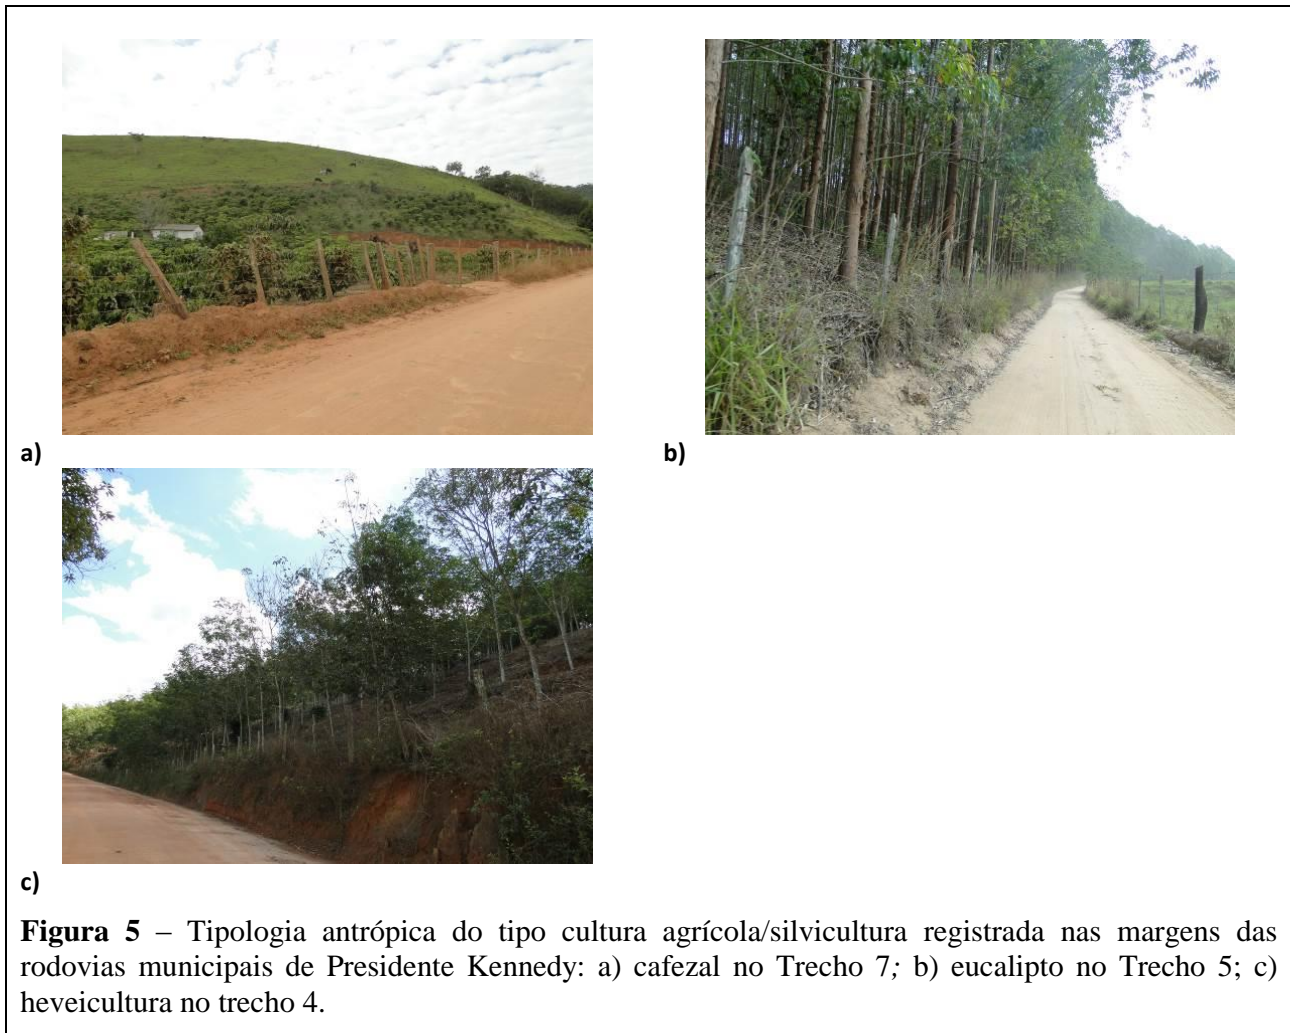 a)
b)
c)
Figura 5 – Tipologia antrópica do tipo cultura agrícola/silvicultura registrada nas margens das
rodovias municipais de Presidente Kennedy: a) cafezal no Trecho 7; b) eucalipto no Trecho 5; c)
heveicultura no trecho 4.